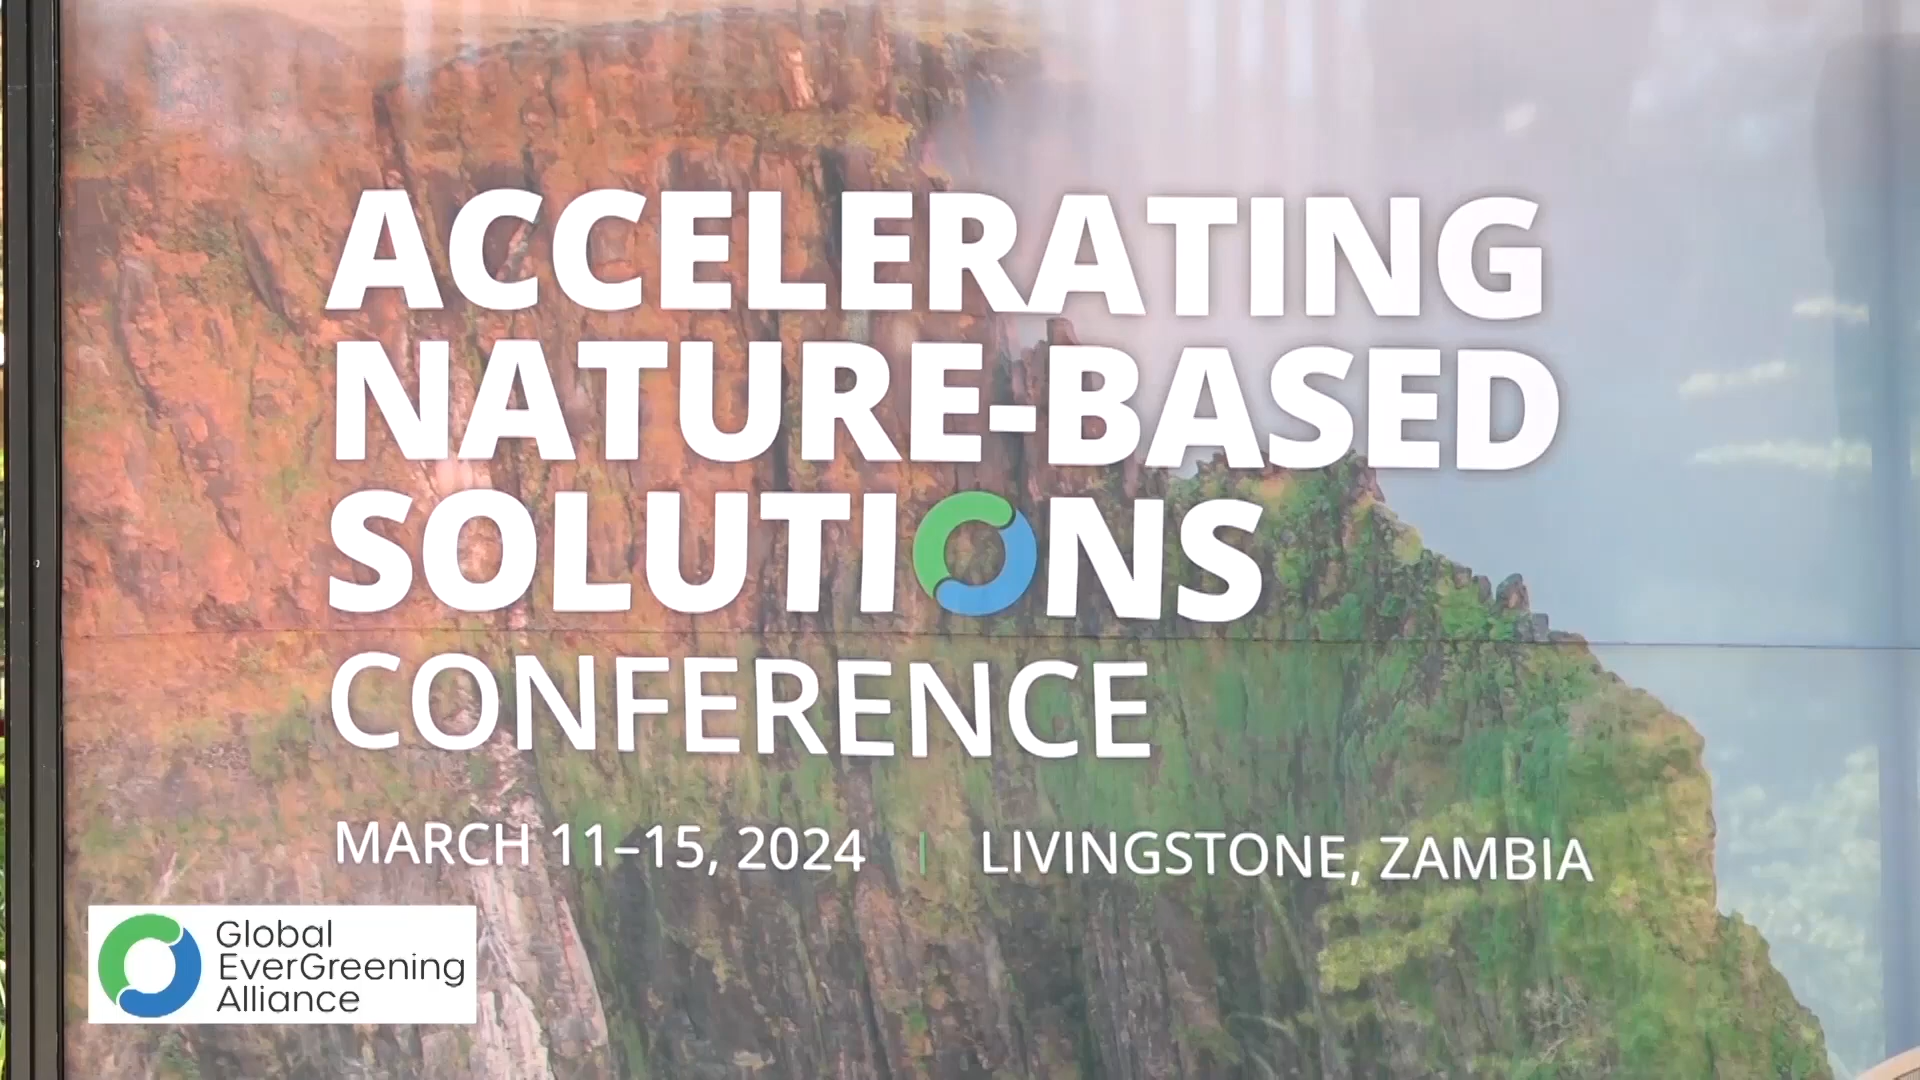 ACCELERATING
NATURE-BASED
SOLUTIONS
CONFERENCE
MARCH 11–15, 2024 | LIVINGSTONE, ZAMBIA
Global
EverGreening
Alliance